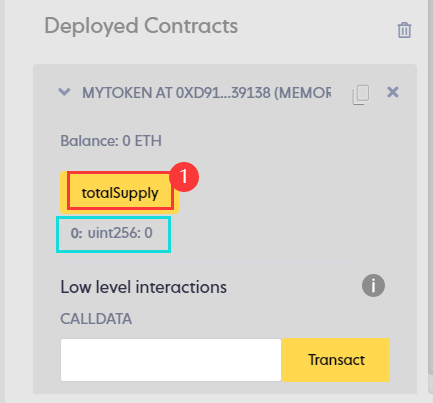 Deployed Contracts
MYTOKEN AT 0XD91...39138 (MEMOR
Balance: 0 ETH
1
totalSupply
0: uint256: 0
Low level interactions
i
CALLDATA
Transact